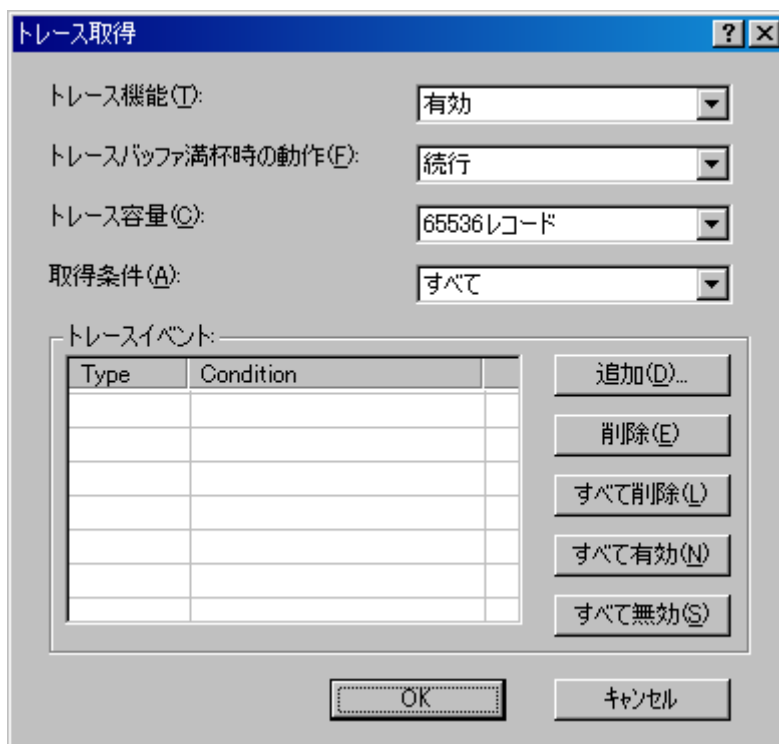 トレース取得
トレース機能(T):
有効
トレースバッファ満杯時の動作(F):
続行
トレース容量(C):
65536レコード
取得条件(A):
すべて
トレースイベント:
Type Condition
追加(D)...
削除(E)
すべて削除(L)
すべて有効(N)
すべて無効(S)
OK
キャンセル